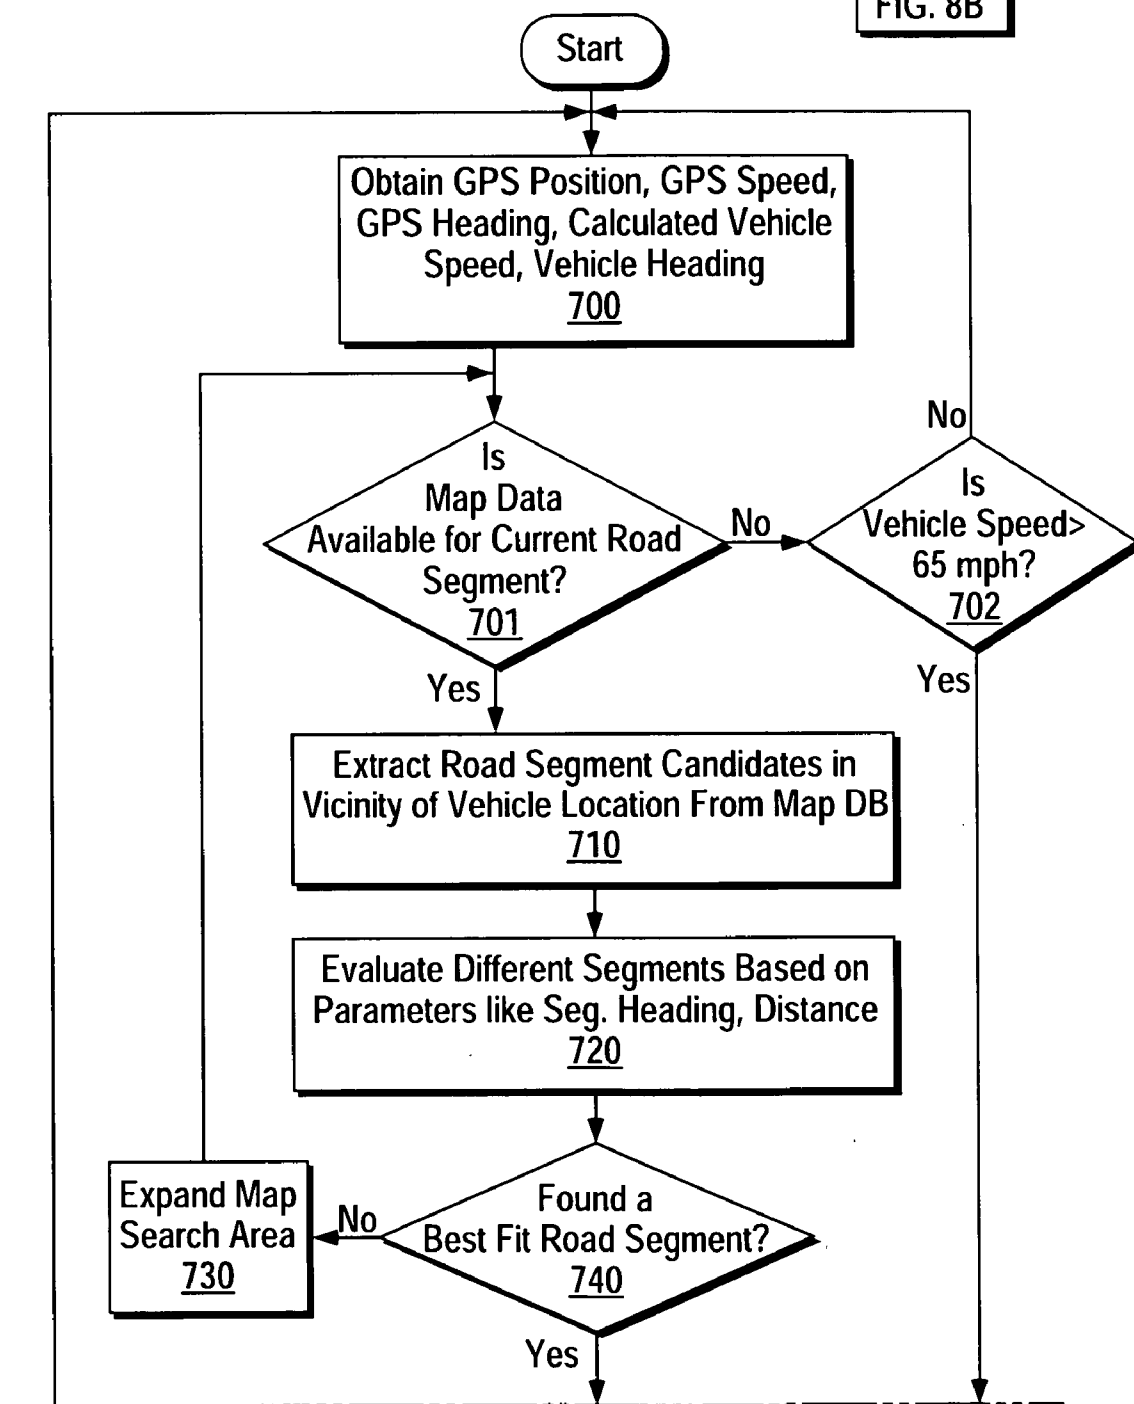 FIG. 8B
Start
Obtain GPS Position, GPS Speed,
GPS Heading, Calculated Vehicle
Speed, Vehicle Heading
700
Is
Map Data
Available for Current Road
Segment?
701
No
No
Is
Vehicle Speed>
65 mph?
702
Yes
Yes
Extract Road Segment Candidates in
Vicinity of Vehicle Location From Map DB
710
Evaluate Different Segments Based on
Parameters like Seg. Heading, Distance
720
Found a
Best Fit Road Segment?
740
No
Expand Map
Search Area
730
Yes